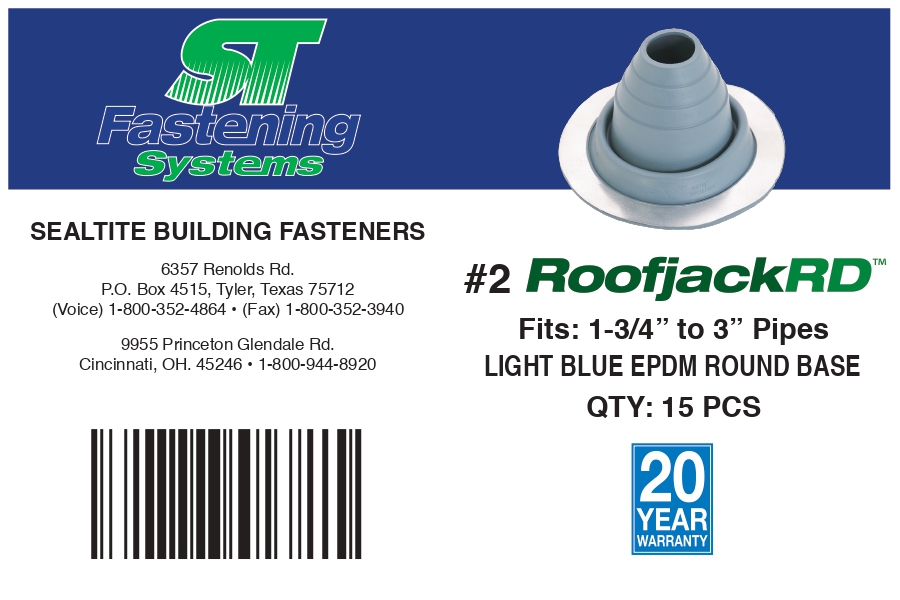 ST
Fastening
Systems
SEALTITE BUILDING FASTENERS
6357 Renolds Rd.
P.O. Box 4515, Tyler, Texas 75712
(Voice) 1-800-352-4864 • (Fax) 1-800-352-3940
9955 Princeton Glendale Rd.
Cincinnati, OH. 45246 • 1-800-944-8920
#2 RoofjackRD™
Fits: 1-3/4” to 3” Pipes
LIGHT BLUE EPDM ROUND BASE
QTY: 15 PCS
20
YEAR
WARRANTY